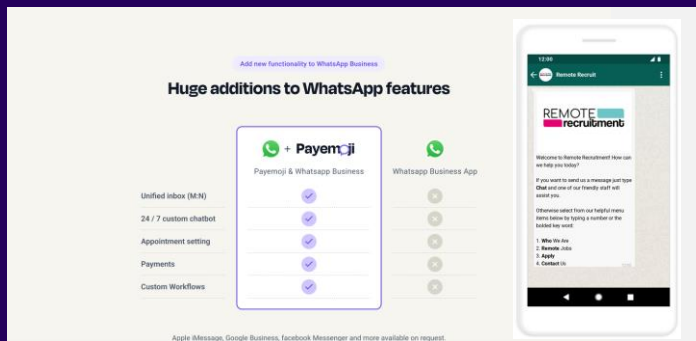 Add new functionality to WhatsApp Business
Huge additions to WhatsApp features
+ Payemoji
Payemoji & Whatsapp Business
Whatsapp Business App
Unified inbox (M:N)
24 / 7 custom chatbot
Appointment setting
Payments
Custom Workflows
Apple iMessage, Google Business, facebook Messenger and more available on request.
12:00
Remote Recruit
REMOTE
recruitment
Welcome to Remote Recruitment! How can
we help you today?
If you want to send us a message just type
Chat and one of our friendly staff will
assist you.
Otherwise select from our helpful menu
items below by typing a number or the
bolded key word:
1. Who We Are
2. Remote Jobs
3. Apply
4. Contact Us